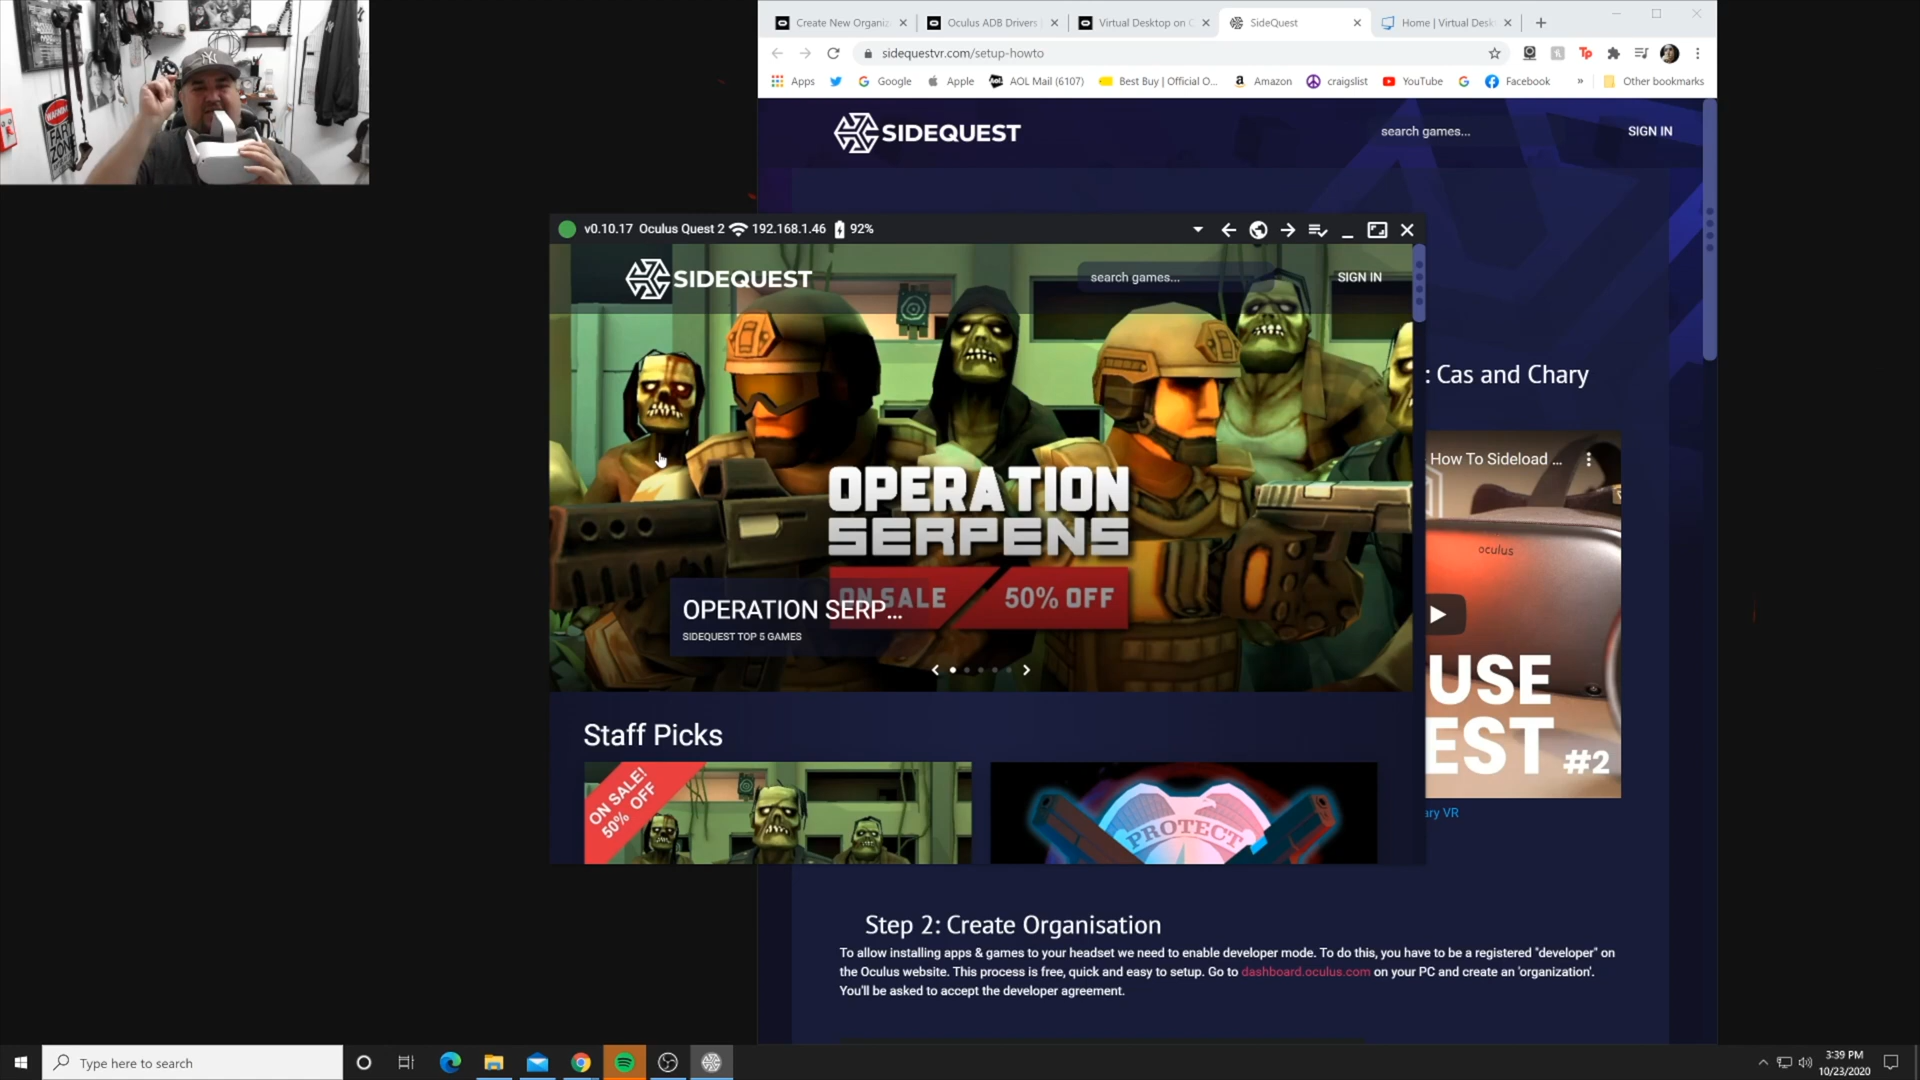 WARNING
FART
ZONE
Create New Organiz
Oculus ADB Drivers
Virtual Desktop on C
SideQuest
Home | Virtual Desk
sidequestvr.com/setup-howto
Apps
Google
Apple
AOL Mail (6107)
Best Buy | Official O...
Amazon
craigslist
YouTube
Facebook
»
Other bookmarks
SIDEQUEST
search games...
SIGN IN
v0.10.17 Oculus Quest 2 192.168.1.46 92%
SIDEQUEST
search games...
SIGN IN
OPERATION
SERPENS
ON SALE 50% OFF
OPERATION SERP...
SIDEQUEST TOP 5 GAMES
: Cas and Chary
How To Sideload ...
oculus
USE
EST #2
ary VR
Staff Picks
ON SALE!
50% OFF
PROTECT
Step 2: Create Organisation
To allow installing apps & games to your headset we need to enable developer mode. To do this, you have to be a registered "developer" on
the Oculus website. This process is free, quick and easy to setup. Go to dashboard.oculus.com on your PC and create an 'organization'.
You'll be asked to accept the developer agreement.
Type here to search
3:39 PM
10/23/2020